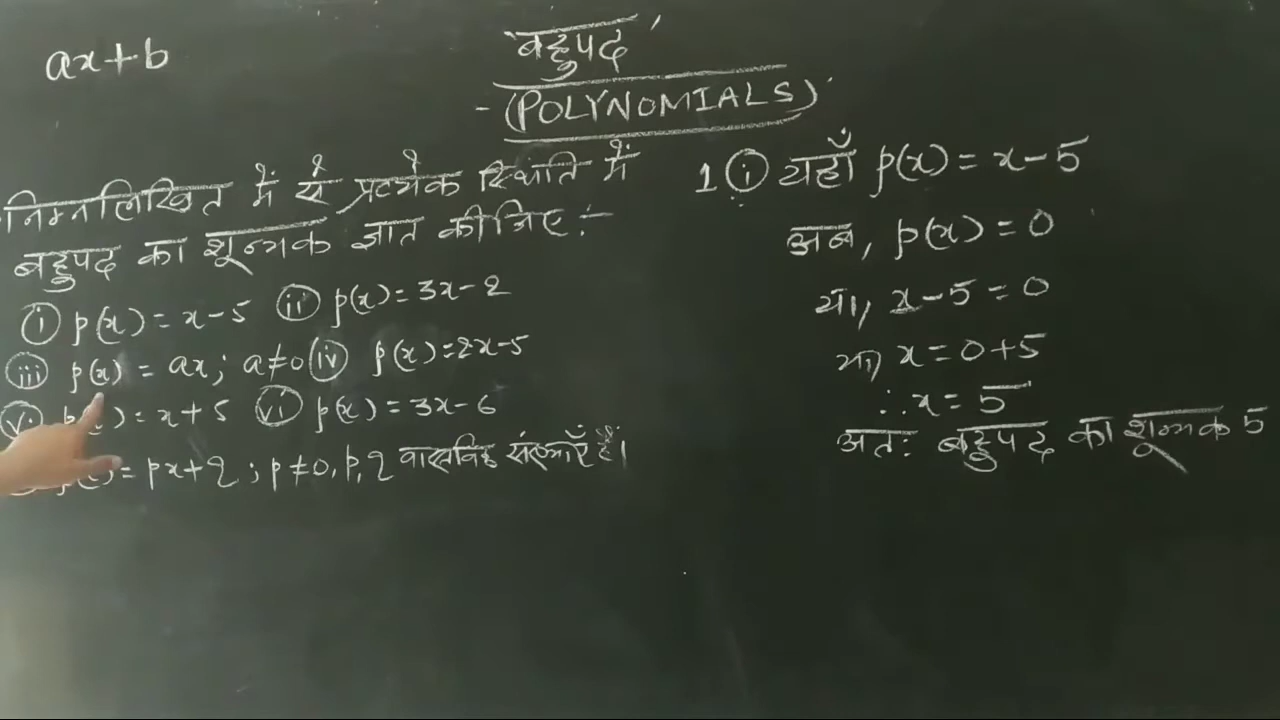 ax+b
'बहुपद'
- (POLYNOMIALS)
निम्नलिखित में से प्रत्येक स्थिति में
बहुपद का शून्यक ज्ञात कीजिए :-
(i) p(x) = x-5 (ii) p(x) = 3x-2
(iii) p(x) = ax; a≠0 (iv) p(x)=2x-5
(v) p(x) = x+5 (vi) p(x) = 3x-6
p(x) = px+q ; p≠0, p, q वास्तविक संख्याएँ हैं।
1 (i) यहाँ p(x) = x-5
अब, p(x) = 0
या, x-5 = 0
या, x = 0+5
∴ x = 5
अतः बहुपद का शून्यक 5